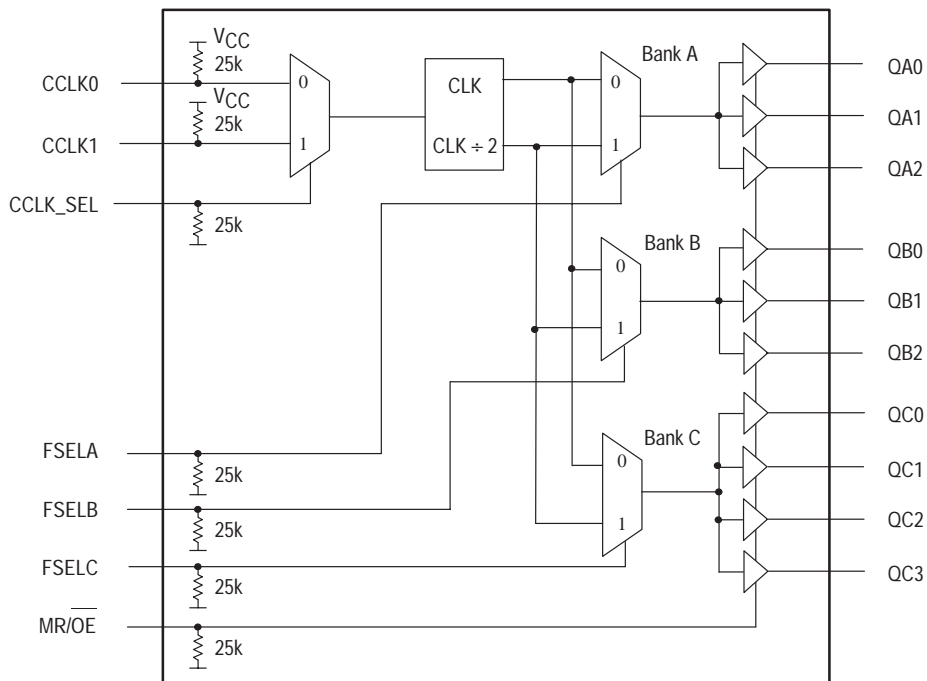 VCC
25k
CCLK0
0
CLK
Bank A
0
QA0
VCC
25k
CCLK1
1
CLK ÷ 2
1
QA1
QA2
CCLK_SEL
25k
Bank B
0
QB0
QB1
1
QB2
QC0
Bank C
FSELA
25k
0
QC1
FSELB
25k
1
QC2
FSELC
25k
QC3
MR/O̅E̅
25k